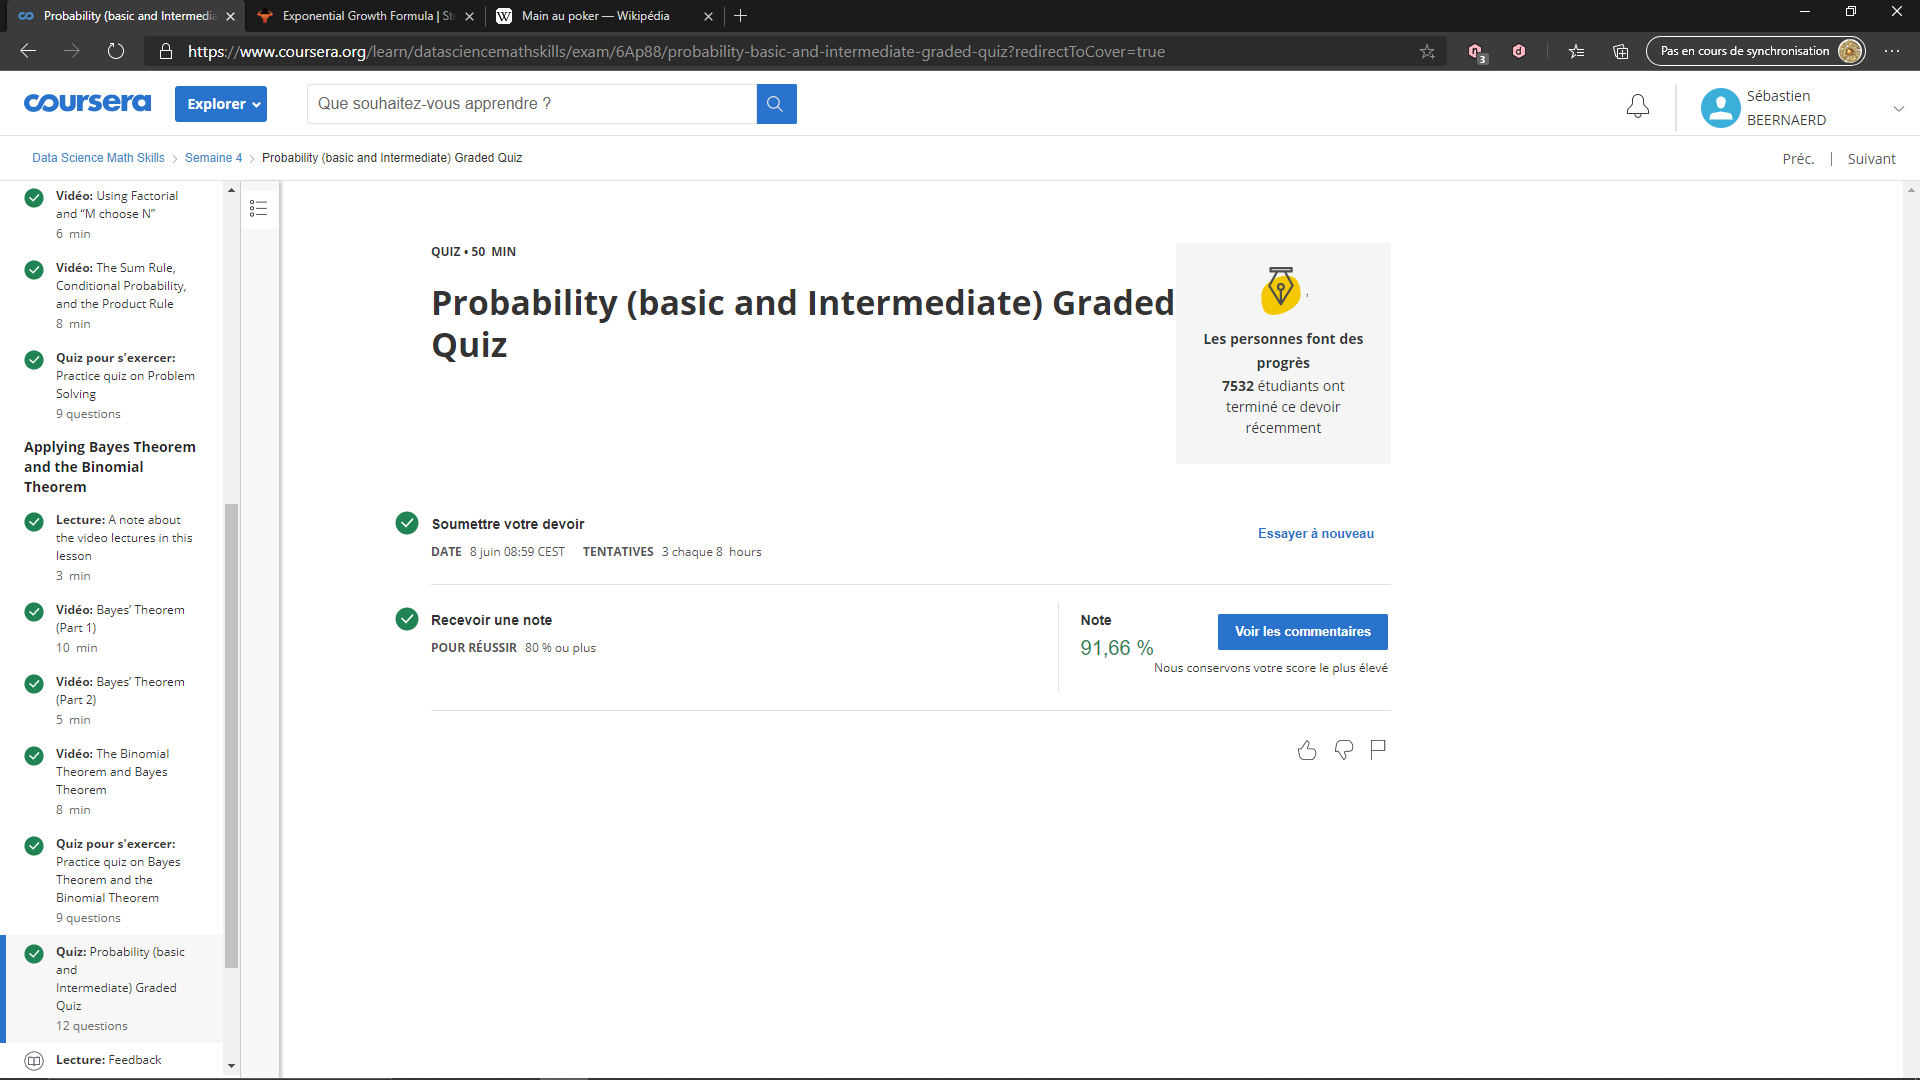 Probability (basic and Intermedia
Exponential Growth Formula | St
Main au poker — Wikipédia
https://www.coursera.org/learn/datasciencemathskills/exam/6Ap88/probability-basic-and-intermediate-graded-quiz?redirectToCover=true
3
Pas en cours de synchronisation
coursera
Explorer
Que souhaitez-vous apprendre ?
Sébastien
BEERNAERD
Data Science Math Skills
Semaine 4
Probability (basic and Intermediate) Graded Quiz
Préc.
Suivant
Vidéo: Using Factorial
and “M choose N”
6 min
Vidéo: The Sum Rule,
Conditional Probability,
and the Product Rule
8 min
Quiz pour s'exercer:
Practice quiz on Problem
Solving
9 questions
Applying Bayes Theorem
and the Binomial
Theorem
Lecture: A note about
the video lectures in this
lesson
3 min
Vidéo: Bayes’ Theorem
(Part 1)
10 min
Vidéo: Bayes’ Theorem
(Part 2)
5 min
Vidéo: The Binomial
Theorem and Bayes
Theorem
8 min
Quiz pour s'exercer:
Practice quiz on Bayes
Theorem and the
Binomial Theorem
9 questions
Quiz: Probability (basic
and
Intermediate) Graded
Quiz
12 questions
Lecture: Feedback
QUIZ • 50 MIN
Probability (basic and Intermediate) Graded
Quiz
Les personnes font des
progrès
7532 étudiants ont
terminé ce devoir
récemment
Soumettre votre devoir
DATE 8 juin 08:59 CEST TENTATIVES 3 chaque 8 hours
Essayer à nouveau
Recevoir une note
POUR RÉUSSIR 80 % ou plus
Note
91,66 %
Voir les commentaires
Nous conservons votre score le plus élevé